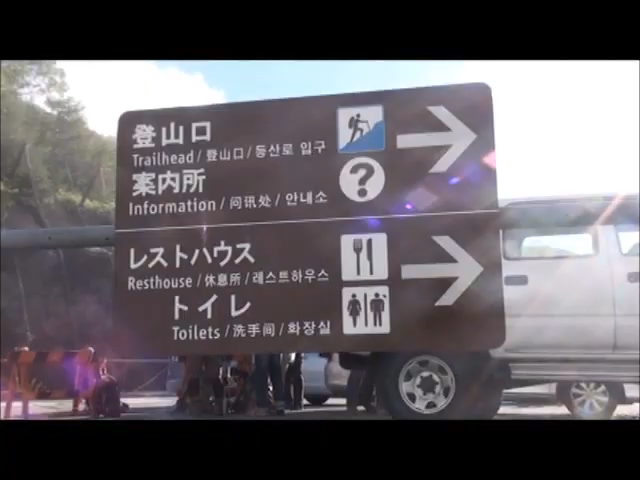 登山口
Trailhead / 登山口 / 등산로 입구
案内所
Information / 问讯处 / 안내소
レストハウス
Resthouse / 休息所 / 레스트하우스
トイレ
Toilets / 洗手间 / 화장실